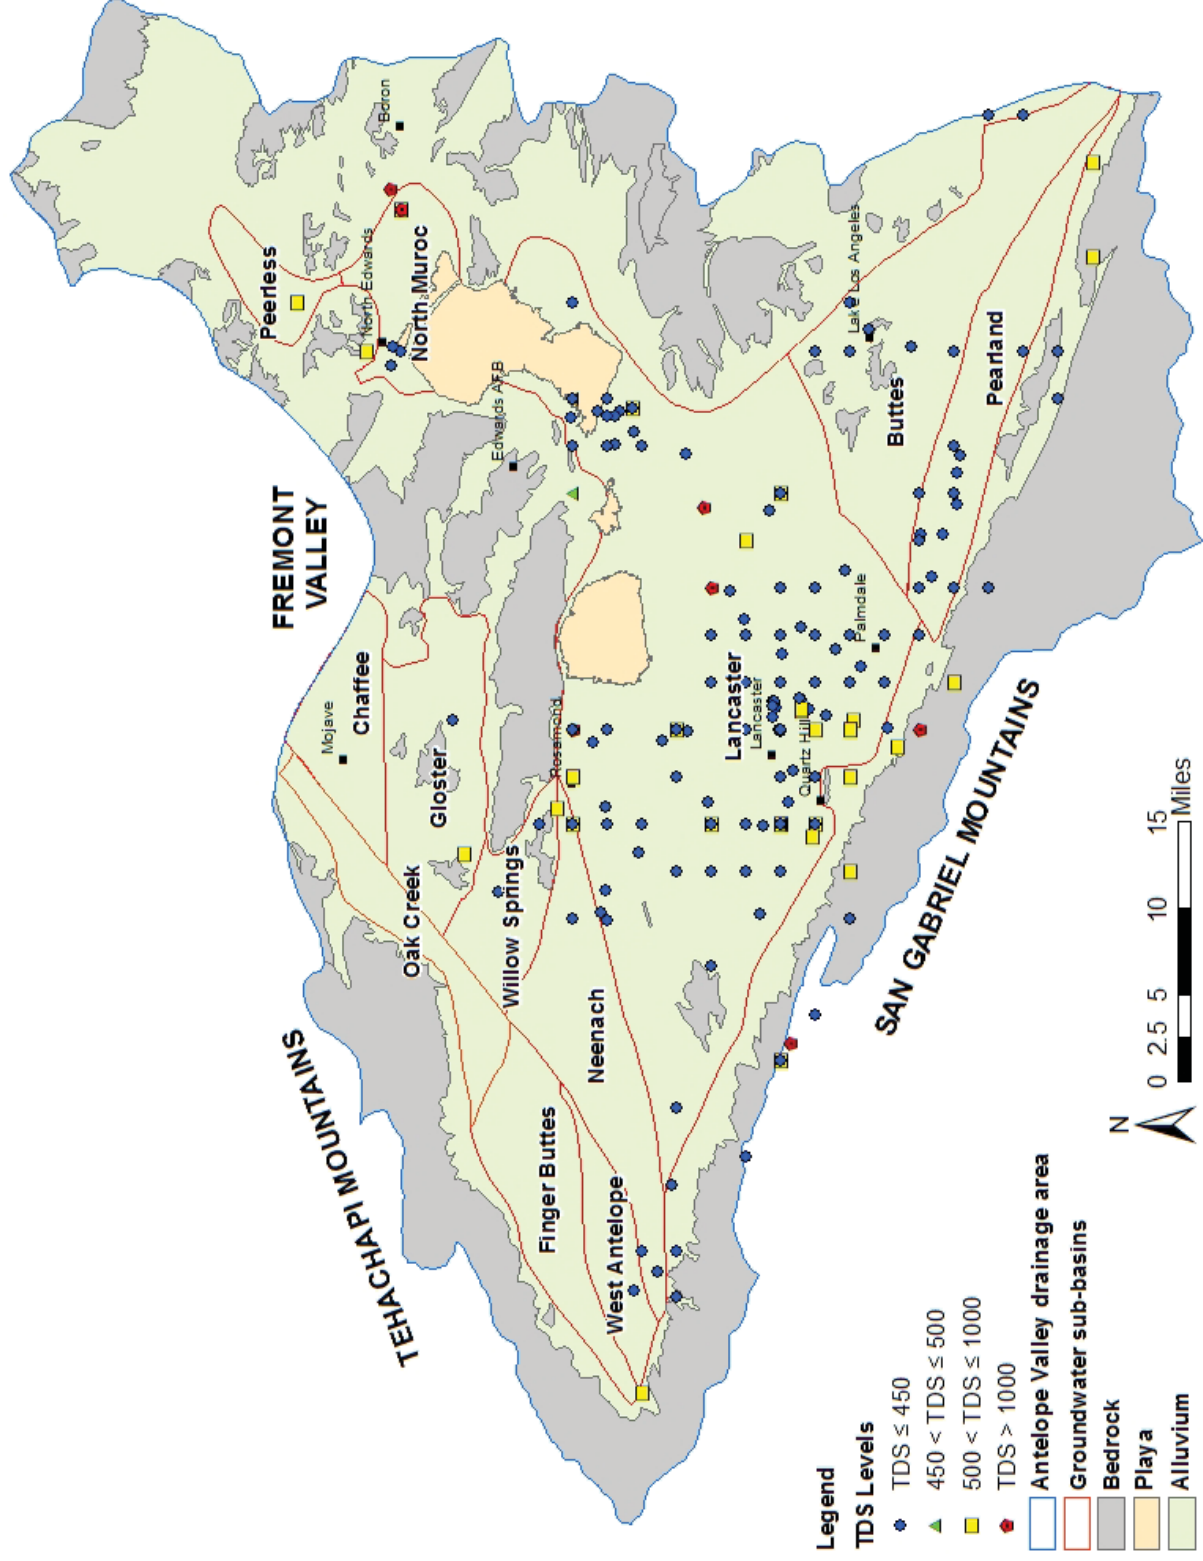 TEHACHAPI MOUNTAINS
FREMONT
VALLEY
SAN GABRIEL MOUNTAINS
Finger Buttes
West Antelope
Neenach
Oak Creek
Willow Springs
Gloster
Chaffee
Mojave
Rosamond
Lancaster
Lancaster
Quartz Hill
Palmdale
Edwards AFB
Peerless
North Edwards
North Muroc
Boron
Buttes
Lake Los Angeles
Pearland
Legend
TDS Levels
TDS ≤ 450
450 < TDS ≤ 500
500 < TDS ≤ 1000
TDS > 1000
Antelope Valley drainage area
Groundwater sub-basins
Bedrock
Playa
Alluvium
N
0 2.5 5 10 15
Miles